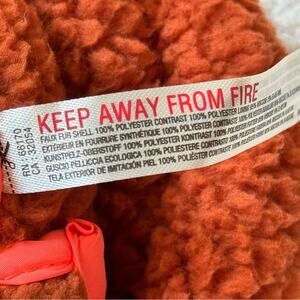 KEEP AWAY FROM FIRE
FAUX FUR SHELL 100% POLYESTER CONTRAST 100% POLYESTER LINING
EXTÉRIEUR EN FOURRURE SYNTHÉTIQUE 100% POLYESTER CONTRASTE 100% POLYESTER
KUNSTPELZ-OBERSTOFF 100% POLYESTER KONTRAST 100% POLYESTER
GUSCIO PELLICCIA ECOLOGICA 100% POLIESTERE CONTRASTO 100% POLIESTERE
TELA EXTERIOR DE IMITACIÓN PIEL 100% POLIÉSTER CONTRASTE 100% POLIÉSTER
RN: 66170
CA: 32054